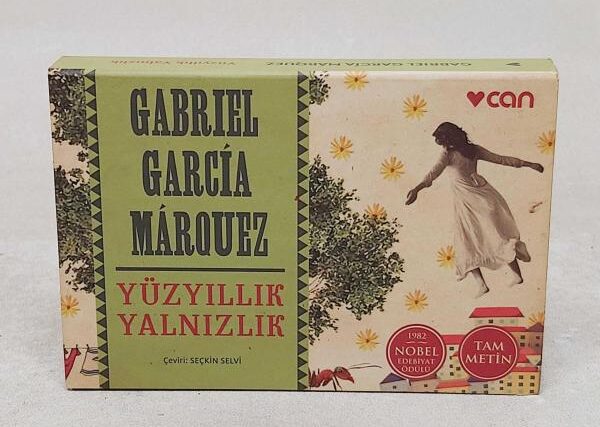 Yüzyıllık Yalnızlık
GABRIEL GARCÍA MÁRQUEZ
GABRIEL
GARCÍA
MÁRQUEZ
YÜZYILLIK
YALNIZLIK
Çeviri: SEÇKİN SELVİ
can
1982
NOBEL
EDEBİYAT
ÖDÜLÜ
TAM
METİN